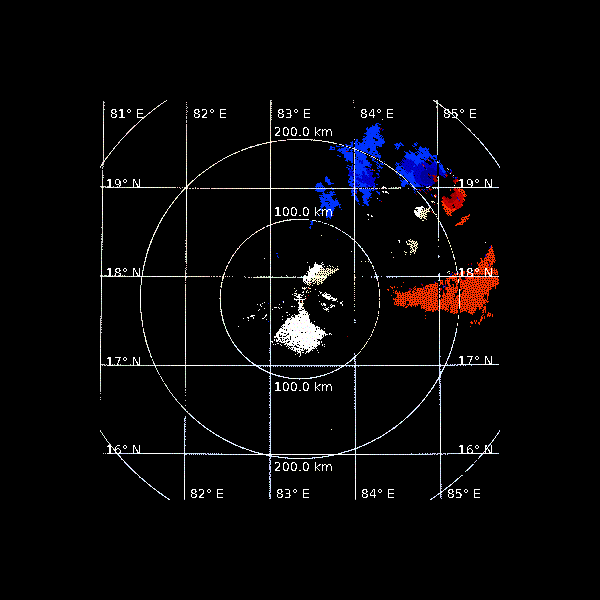 81° E 82° E 83° E 84° E 85° E
200.0 km
19° N 19° N
100.0 km
18° N 18° N
17° N 17° N
100.0 km
16° N 16° N
200.0 km
82° E 83° E 84° E 85° E